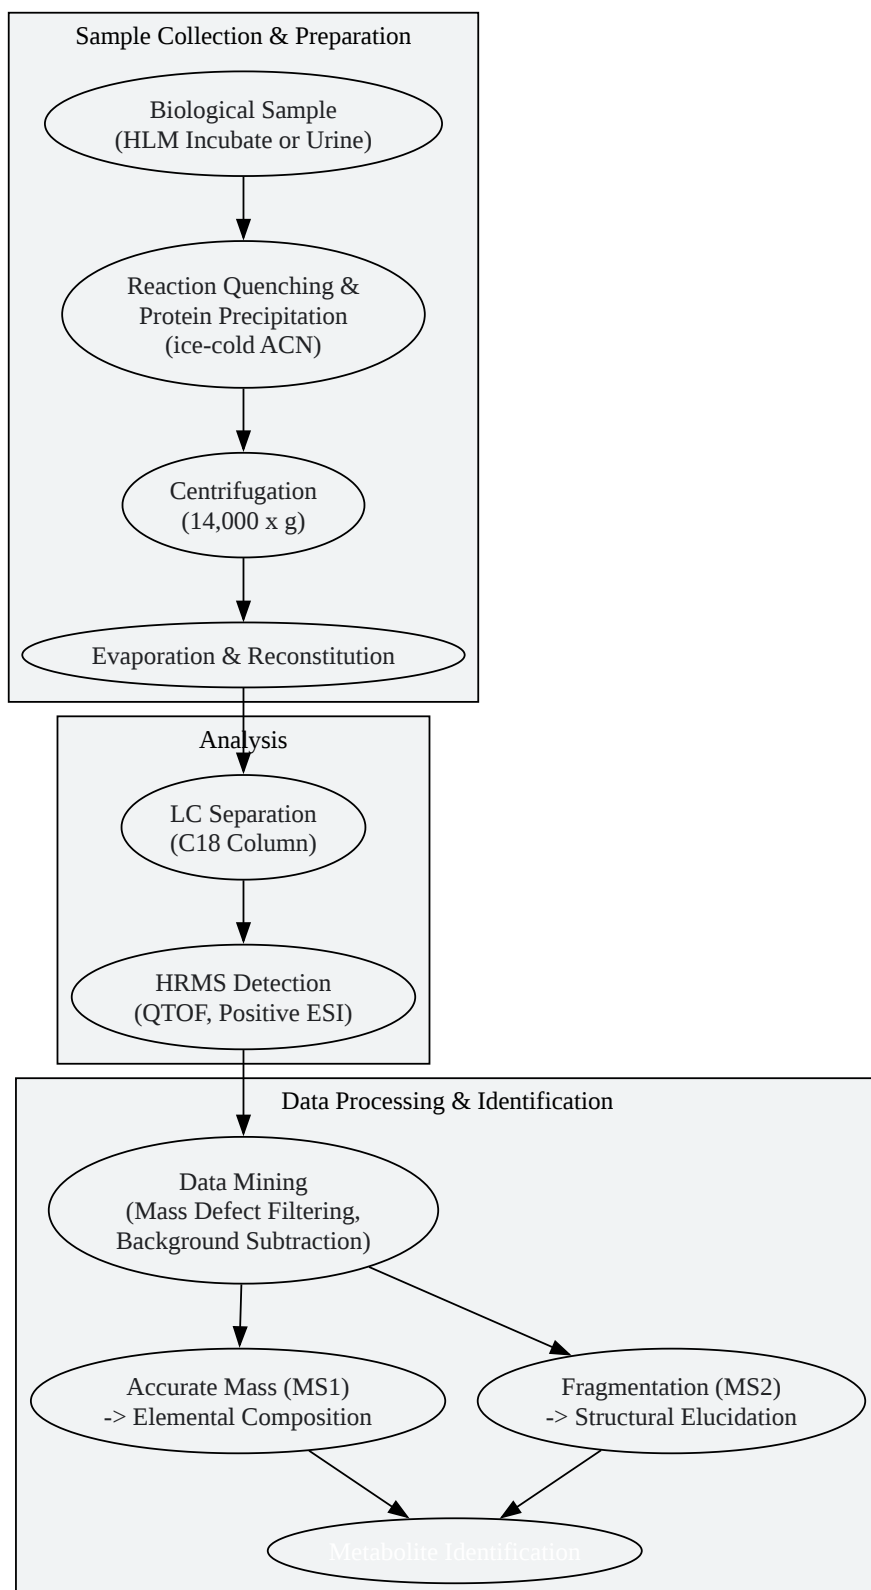 Sample Collection & Preparation
Biological Sample
(HLM Incubate or Urine)
Reaction Quenching &
Protein Precipitation
(ice-cold ACN)
Centrifugation
(14,000 x g)
Evaporation & Reconstitution
Analysis
LC Separation
(C18 Column)
HRMS Detection
(QTOF, Positive ESI)
Data Processing & Identification
Data Mining
(Mass Defect Filtering,
Background Subtraction)
Accurate Mass (MS1)
-> Elemental Composition
Fragmentation (MS2)
-> Structural Elucidation
Metabolite Identification